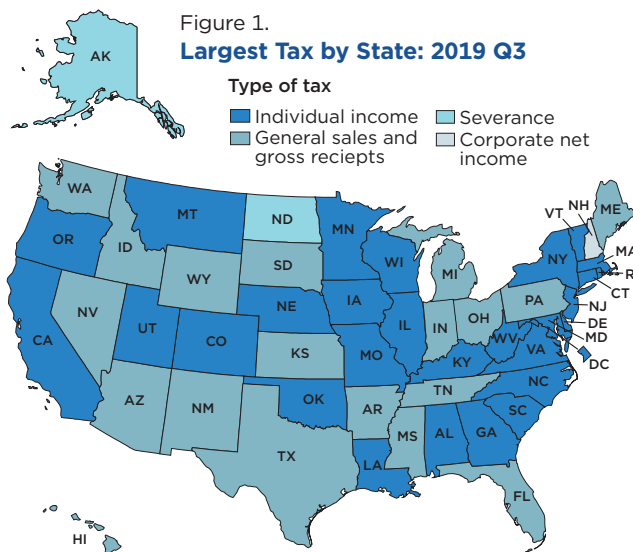 Figure 1.
Largest Tax by State: 2019 Q3
Type of tax
Individual income
Severance
General sales and
gross reciepts
Corporate net
income
AK
WA
MT
ND
MN
VT
NH
ME
OR
ID
SD
WI
NY
MA
R
WY
MI
CT
NV
NE
IA
PA
NJ
CA
UT
CO
IL
IN
OH
DE
MD
KS
MO
WV
VA
DC
KY
AZ
NM
OK
AR
TN
NC
SC
TX
MS
AL
GA
LA
FL
HI